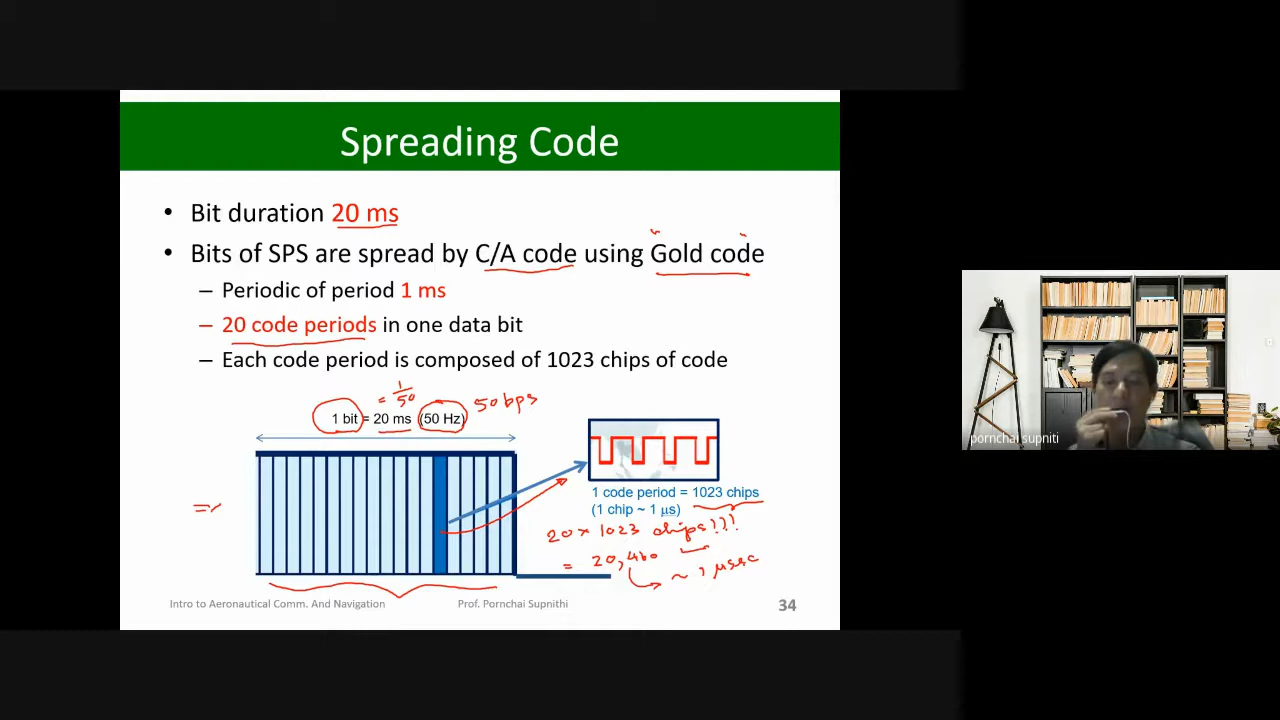 Spreading Code
• Bit duration 20 ms
• Bits of SPS are spread by C/A code using "Gold code"
– Periodic of period 1 ms
– 20 code periods in one data bit
– Each code period is composed of 1023 chips of code
= 1/50
1 bit = 20 ms (50 Hz) 50bps
1 code period = 1023 chips
(1 chip ~ 1 µs)
20 × 1023 chips???
= 20,460
~ 1 µsec
Intro to Aeronautical Comm. And Navigation Prof. Pornchai Supnithi 34
pornchai supniti